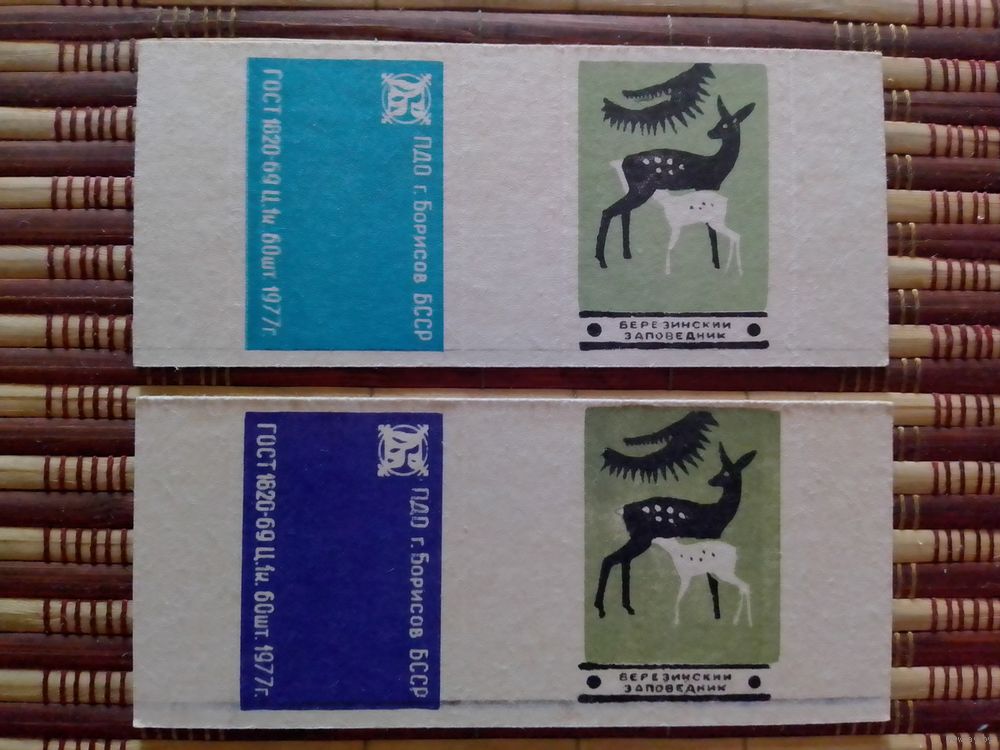 ПДО г. Борисов БССР
ГОСТ 1820-69 Ц.1к. 60шт 1977г.
БЕРЕЗИНСКИЙ
ЗАПОВЕДНИК
ПДО г. Борисов БССР
ГОСТ 1820-69 Ц.1к. 60шт. 1977г.
БЕРЕЗИНСКИЙ
ЗАПОВЕДНИК